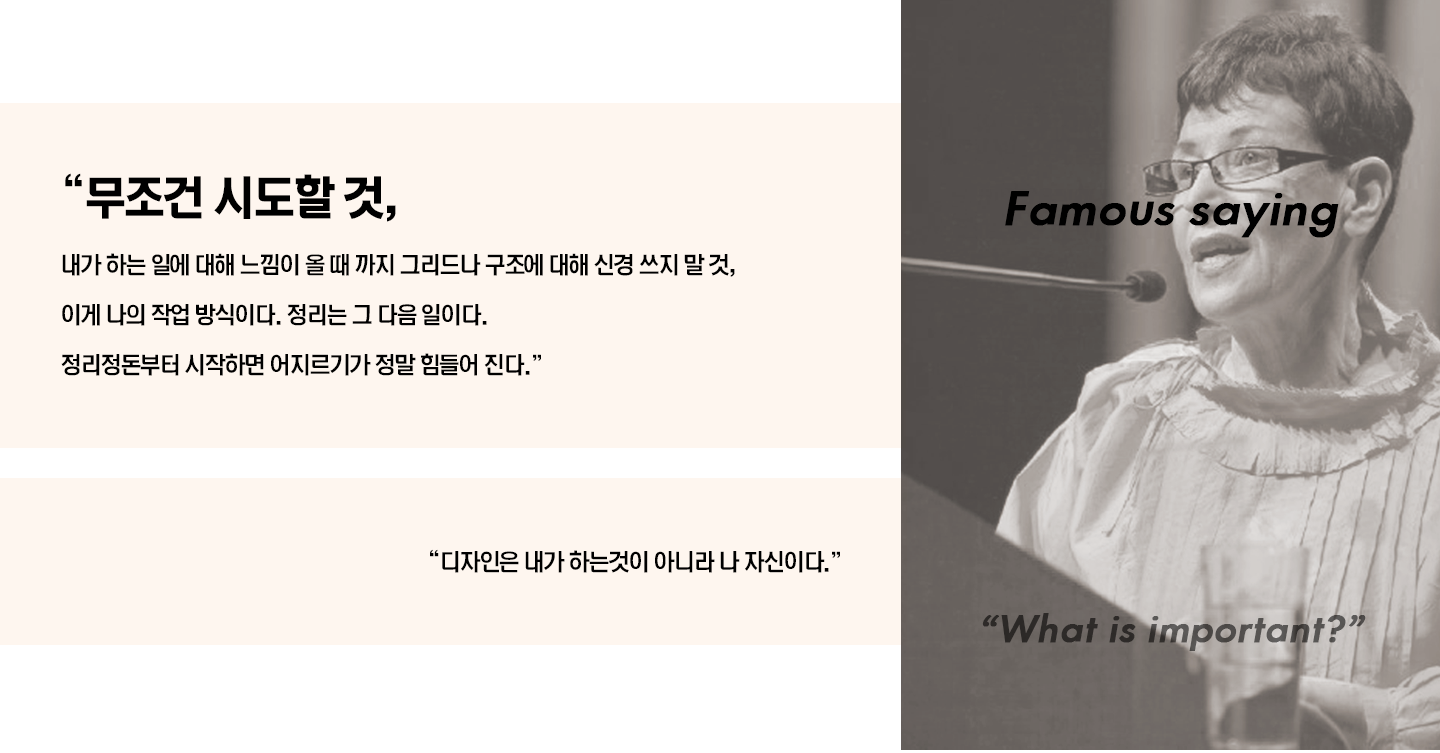 “무조건 시도할 것,
내가 하는 일에 대해 느낌이 올 때 까지 그리드나 구조에 대해 신경 쓰지 말 것,
이게 나의 작업 방식이다. 정리는 그 다음 일이다.
정리정돈부터 시작하면 어지르기가 정말 힘들어 진다.”
“디자인은 내가 하는것이 아니라 나 자신이다.”
Famous saying
“What is important?”